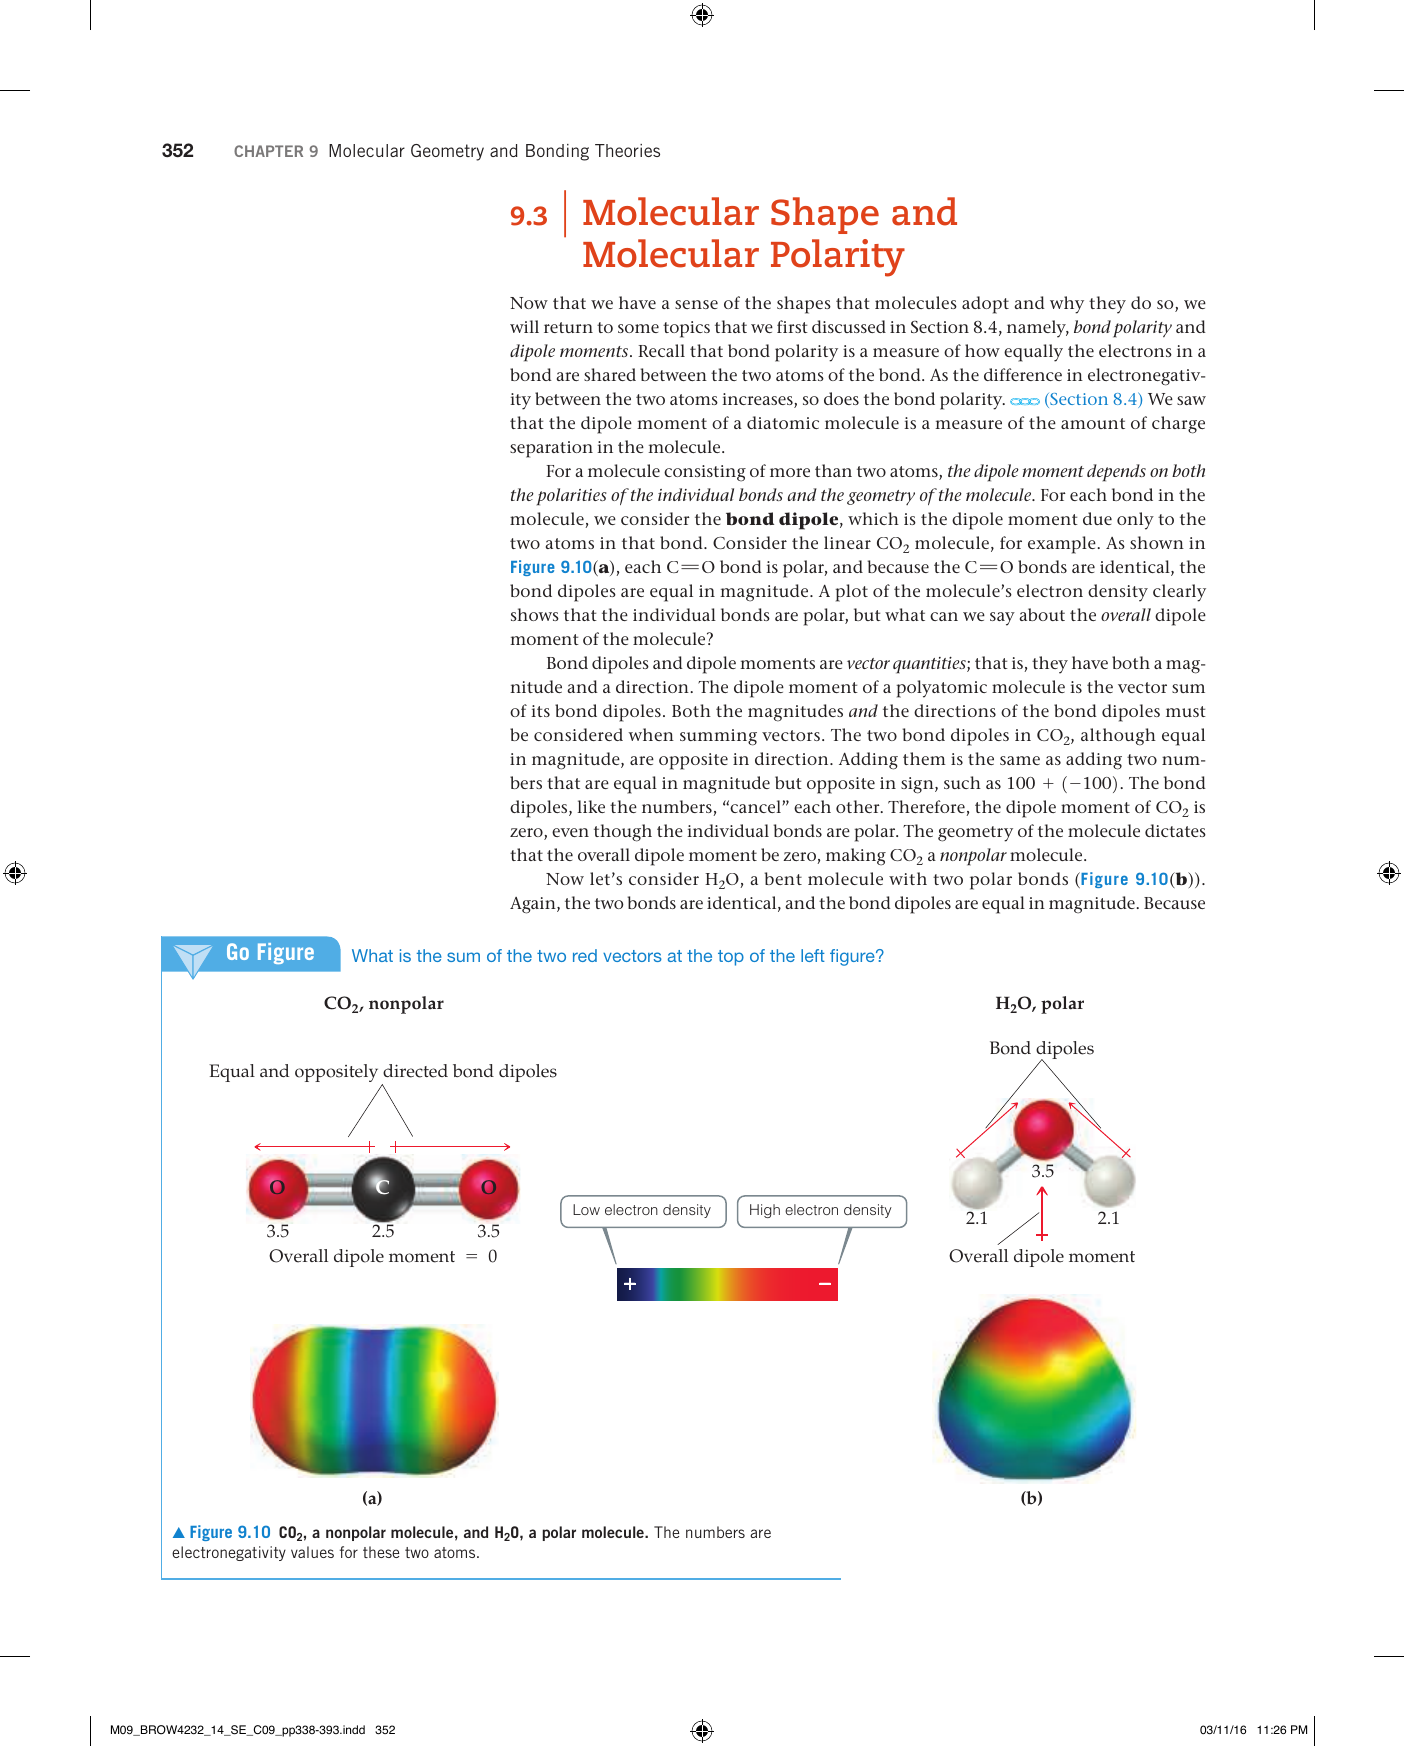 352 CHAPTER 9 Molecular Geometry and Bonding Theories
9.3 Molecular Shape and
Molecular Polarity
Now that we have a sense of the shapes that molecules adopt and why they do so, we
will return to some topics that we first discussed in Section 8.4, namely, bond polarity and
dipole moments. Recall that bond polarity is a measure of how equally the electrons in a
bond are shared between the two atoms of the bond. As the difference in electronegativ-
ity between the two atoms increases, so does the bond polarity. (Section 8.4) We saw
that the dipole moment of a diatomic molecule is a measure of the amount of charge
separation in the molecule.
For a molecule consisting of more than two atoms, the dipole moment depends on both
the polarities of the individual bonds and the geometry of the molecule. For each bond in the
molecule, we consider the bond dipole, which is the dipole moment due only to the
two atoms in that bond. Consider the linear CO₂ molecule, for example. As shown in
Figure 9.10(a), each C=O bond is polar, and because the C=O bonds are identical, the
bond dipoles are equal in magnitude. A plot of the molecule’s electron density clearly
shows that the individual bonds are polar, but what can we say about the overall dipole
moment of the molecule?
Bond dipoles and dipole moments are vector quantities; that is, they have both a mag-
nitude and a direction. The dipole moment of a polyatomic molecule is the vector sum
of its bond dipoles. Both the magnitudes and the directions of the bond dipoles must
be considered when summing vectors. The two bond dipoles in CO₂, although equal
in magnitude, are opposite in direction. Adding them is the same as adding two num-
bers that are equal in magnitude but opposite in sign, such as 100 + (−100). The bond
dipoles, like the numbers, “cancel” each other. Therefore, the dipole moment of CO₂ is
zero, even though the individual bonds are polar. The geometry of the molecule dictates
that the overall dipole moment be zero, making CO₂ a nonpolar molecule.
Now let’s consider H₂O, a bent molecule with two polar bonds (Figure 9.10(b)).
Again, the two bonds are identical, and the bond dipoles are equal in magnitude. Because
Go Figure What is the sum of the two red vectors at the top of the left figure?
CO₂, nonpolar
Equal and oppositely directed bond dipoles
O C O
3.5 2.5 3.5
Overall dipole moment = 0
Low electron density
High electron density
+ −
H₂O, polar
Bond dipoles
3.5
2.1 2.1
Overall dipole moment
(a)
(b)
▲ Figure 9.10 CO₂, a nonpolar molecule, and H₂O, a polar molecule. The numbers are
electronegativity values for these two atoms.
M09_BROW4232_14_SE_C09_pp338-393.indd 352
03/11/16 11:26 PM